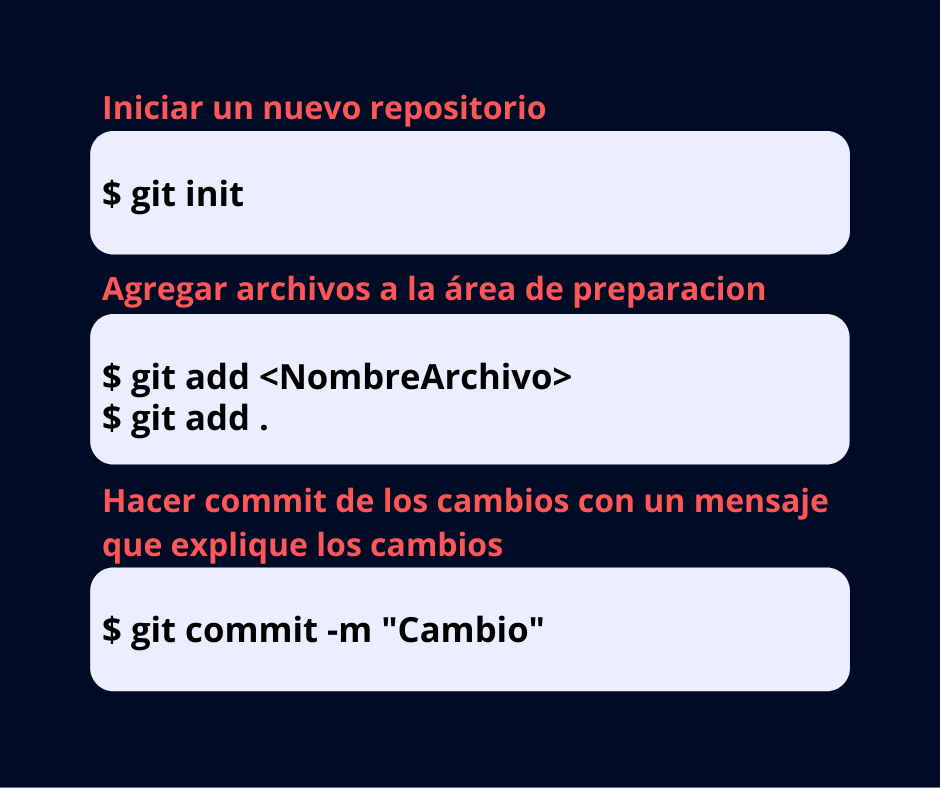 Iniciar un nuevo repositorio
$ git init
Agregar archivos a la área de preparacion
$ git add <NombreArchivo>
$ git add .
Hacer commit de los cambios con un mensaje
que explique los cambios
$ git commit -m "Cambio"